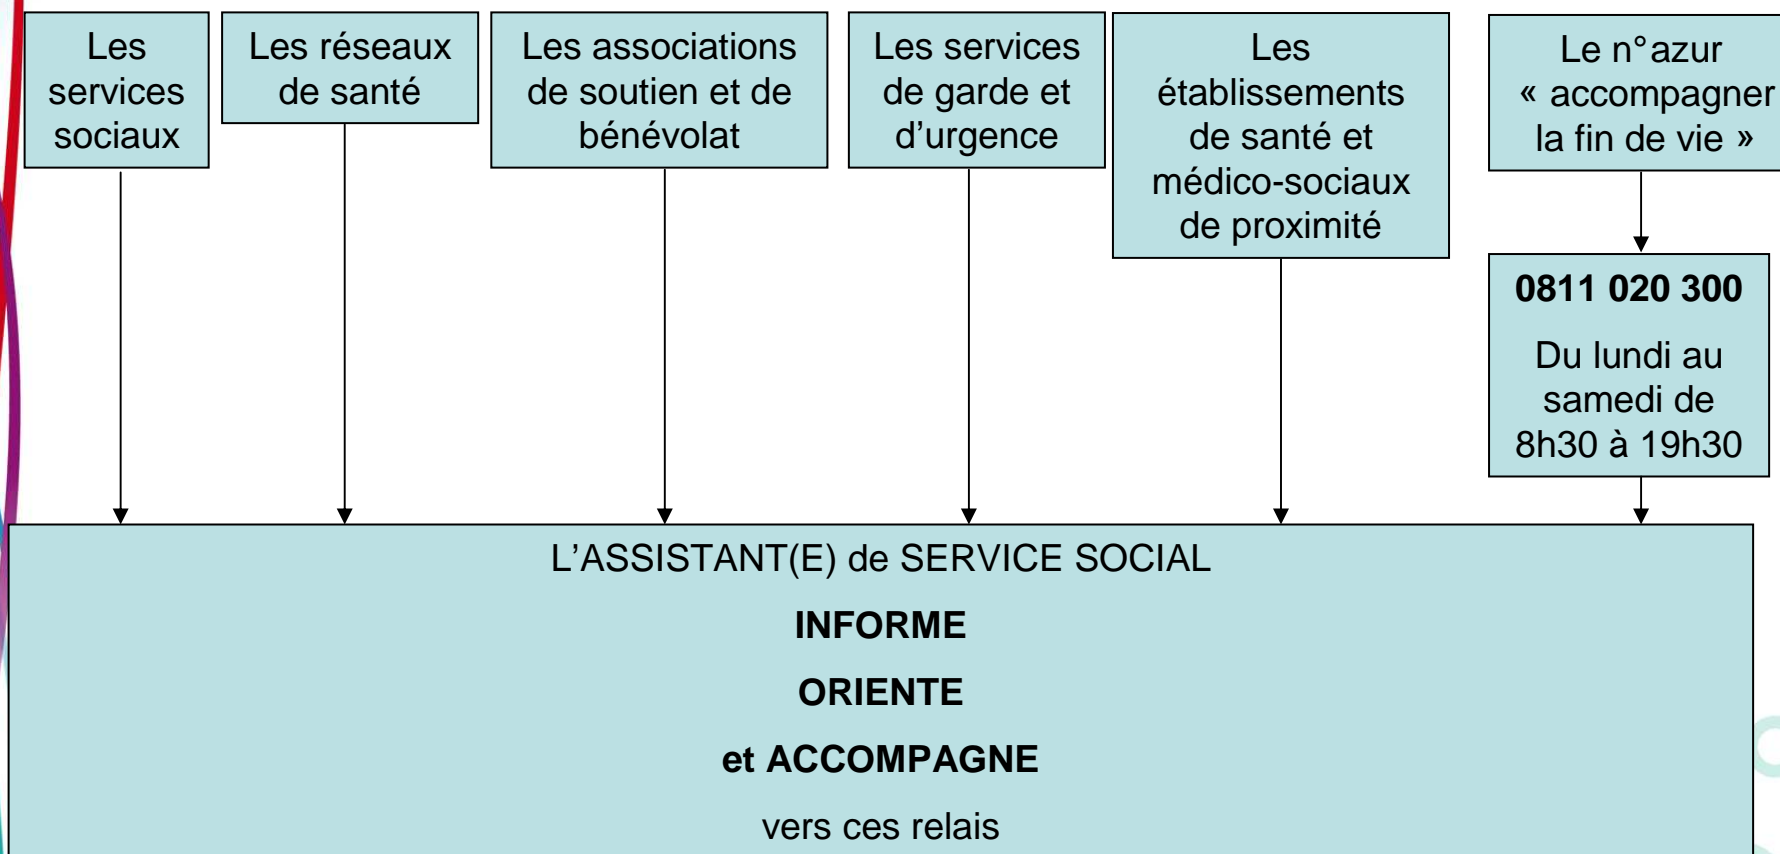 Les
services
sociaux
Les réseaux
de santé
Les associations
de soutien et de
bénévolat
Les services
de garde et
d’urgence
Les
établissements
de santé et
médico-sociaux
de proximité
Le n°azur
« accompagner
la fin de vie »
0811 020 300
Du lundi au
samedi de
8h30 à 19h30
L’ASSISTANT(E) de SERVICE SOCIAL
INFORME
ORIENTE
et ACCOMPAGNE
vers ces relais